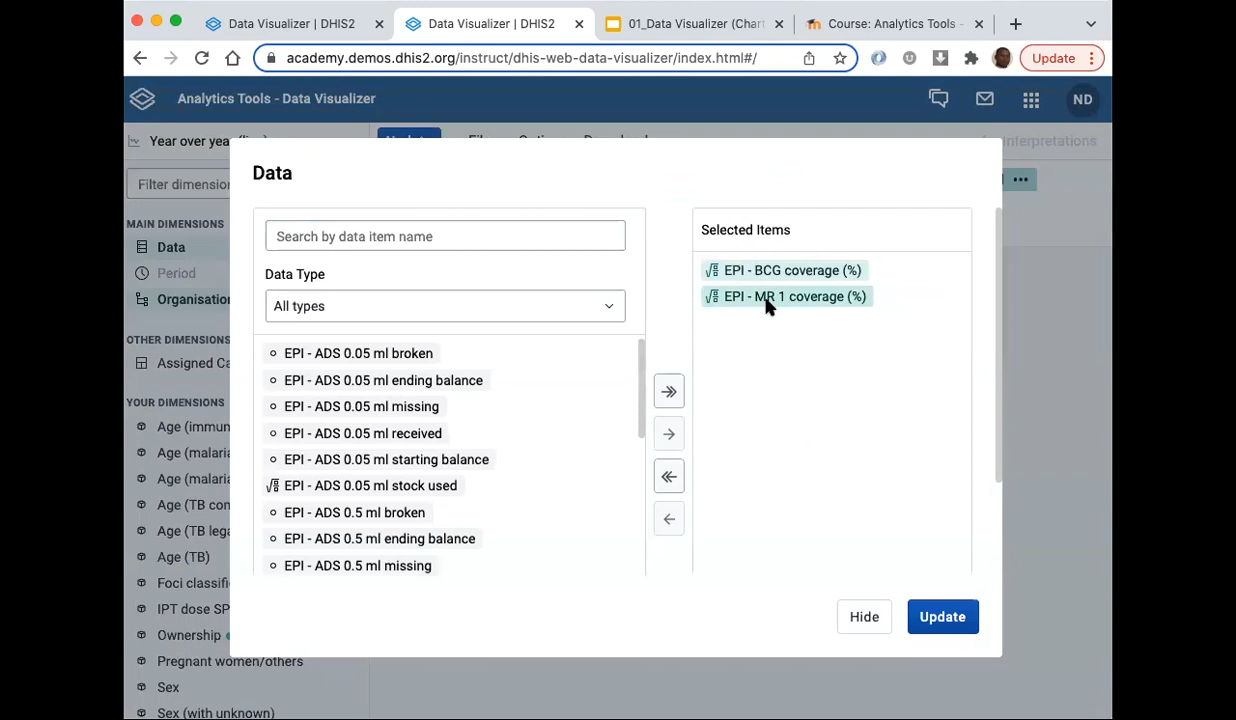 Data Visualizer | DHIS2
Data Visualizer | DHIS2
01_Data Visualizer (Chart
Course: Analytics Tools -
academy.demos.dhis2.org/instruct/dhis-web-data-visualizer/index.html#/
Update
Analytics Tools - Data Visualizer
ND
Year over year
Interpretations
Filter dimension
MAIN DIMENSIONS
Data
Period
Organisation
OTHER DIMENSIONS
Assigned Ca
YOUR DIMENSIONS
Age (immun
Age (malaria
Age (malaria
Age (TB con
Age (TB lega
Age (TB)
Foci classifi
IPT dose SP
Ownership
Pregnant women/others
Sex
Sex (with unknown)
Data
Search by data item name
Data Type
All types
EPI - ADS 0.05 ml broken
EPI - ADS 0.05 ml ending balance
EPI - ADS 0.05 ml missing
EPI - ADS 0.05 ml received
EPI - ADS 0.05 ml starting balance
EPI - ADS 0.05 ml stock used
EPI - ADS 0.5 ml broken
EPI - ADS 0.5 ml ending balance
EPI - ADS 0.5 ml missing
Selected Items
EPI - BCG coverage (%)
EPI - MR 1 coverage (%)
Hide
Update